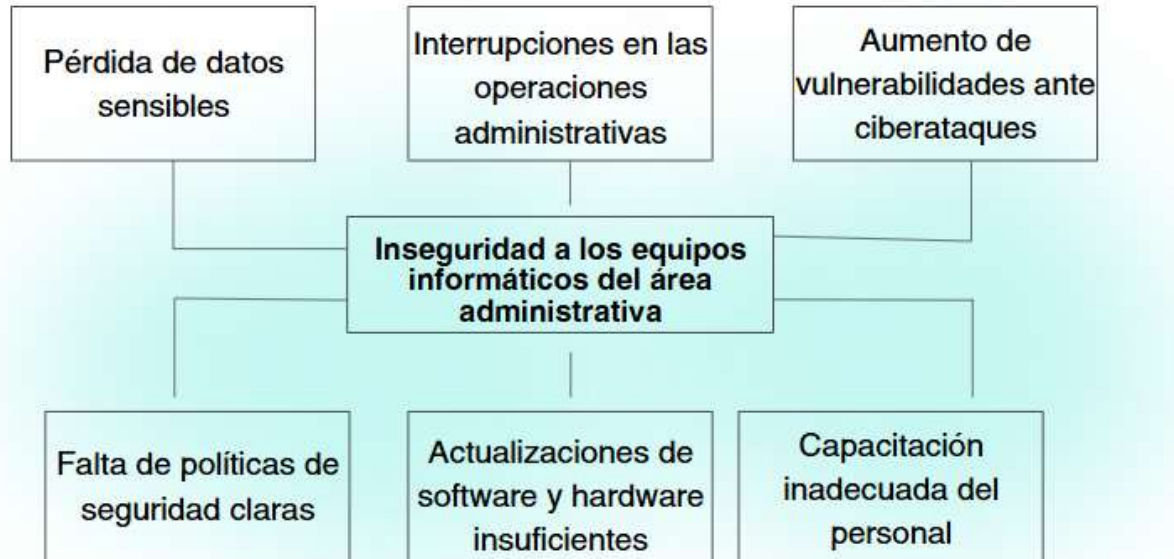 Pérdida de datos
sensibles
Interrupciones en las
operaciones
administrativas
Aumento de
vulnerabilidades ante
ciberataques
Inseguridad a los equipos
informáticos del área
administrativa
Falta de políticas de
seguridad claras
Actualizaciones de
software y hardware
insuficientes
Capacitación
inadecuada del
personal